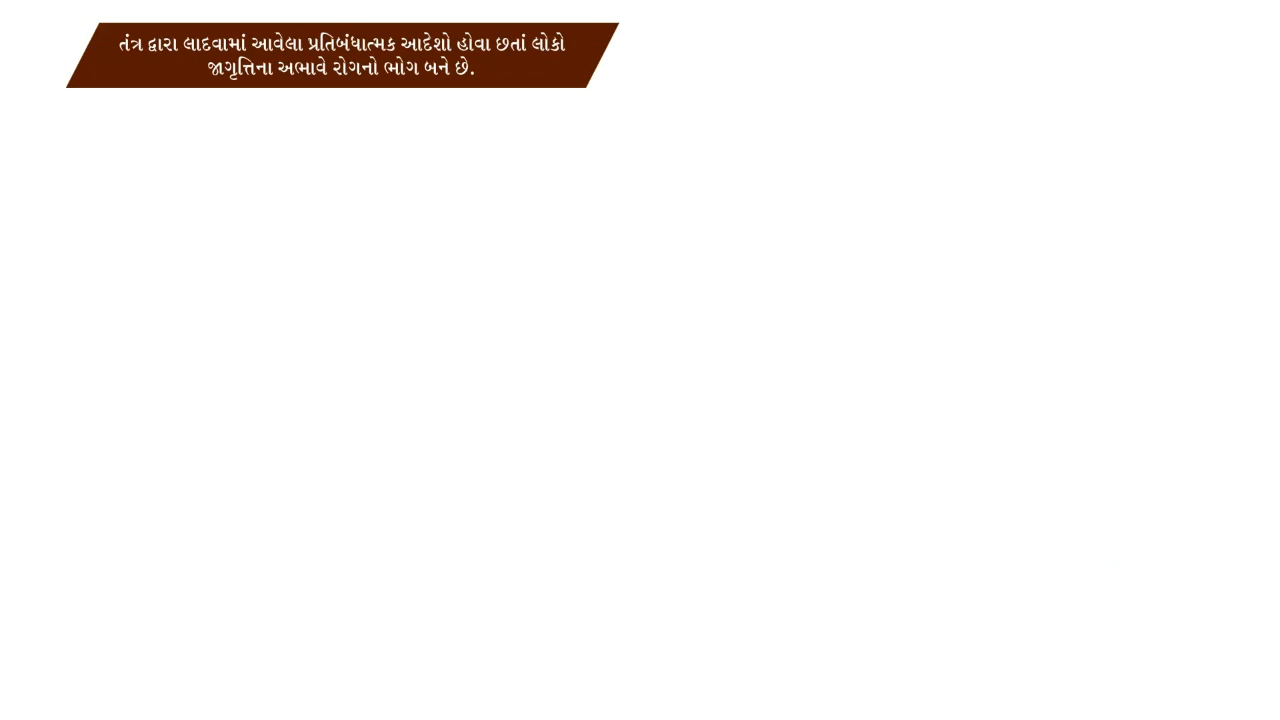 તંત્ર દ્વારા લાદવામાં આવેલા પ્રતિબંધાત્મક આદેશો હોવા છતાં લોકો
જાગૃત્તિના અભાવે રોગનો ભોગ બને છે.